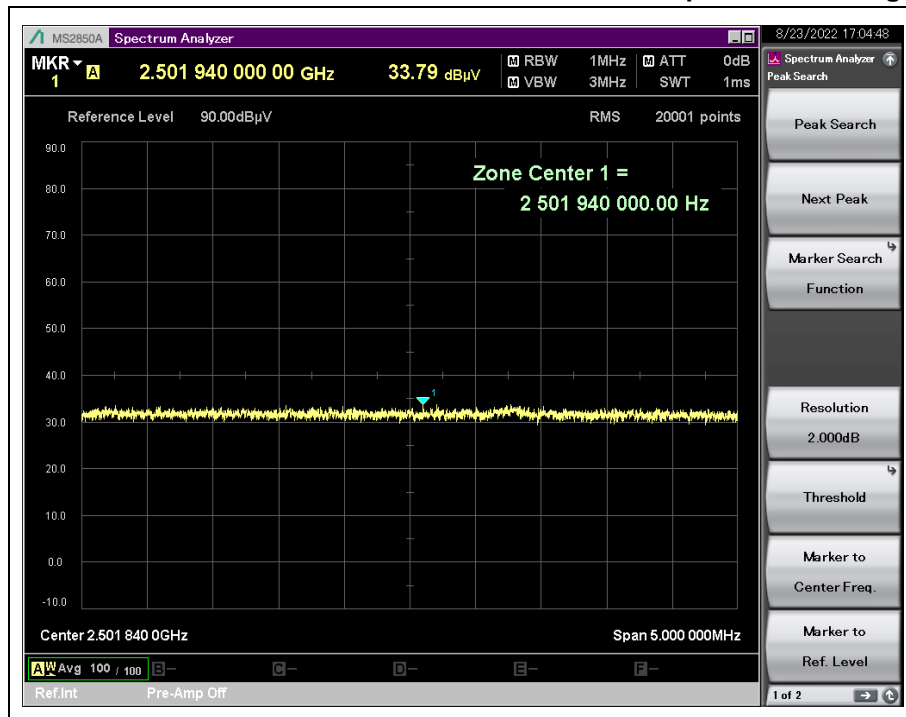 MS2850A Spectrum Analyzer
8/23/2022 17:04:48
MKR A 2.501 940 000 00 GHz 33.79 dBµV M RBW 1MHz M ATT 0dB
1 M VBW 3MHz SWT 1ms
Reference Level 90.00dBµV RMS 20001 points
90.0
80.0
70.0
60.0
50.0
40.0
30.0
20.0
10.0
0.0
-10.0
Zone Center 1 =
2 501 940 000.00 Hz
1
Center 2.501 840 0GHz Span 5.000 000MHz
A W Avg 100 / 100 B- C- D- E- F-
Ref.Int Pre-Amp Off
Spectrum Analyzer
Peak Search
Peak Search
Next Peak
Marker Search
Function
Resolution
2.000dB
Threshold
Marker to
Center Freq.
Marker to
Ref. Level
1 of 2